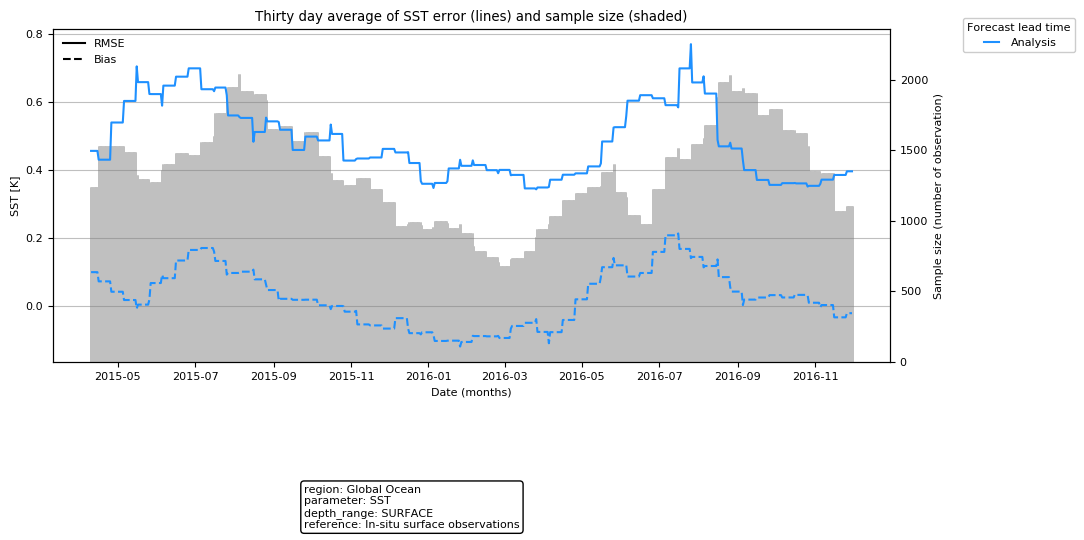 Thirty day average of SST error (lines) and sample size (shaded)
Forecast lead time
Analysis
RMSE
Bias
SST [K]
0.8
0.6
0.4
0.2
0.0
2000
1500
1000
500
0
Sample size (number of observation)
2015-05 2015-07 2015-09 2015-11 2016-01 2016-03 2016-05 2016-07 2016-09 2016-11
Date (months)
region: Global Ocean
parameter: SST
depth_range: SURFACE
reference: In-situ surface observations